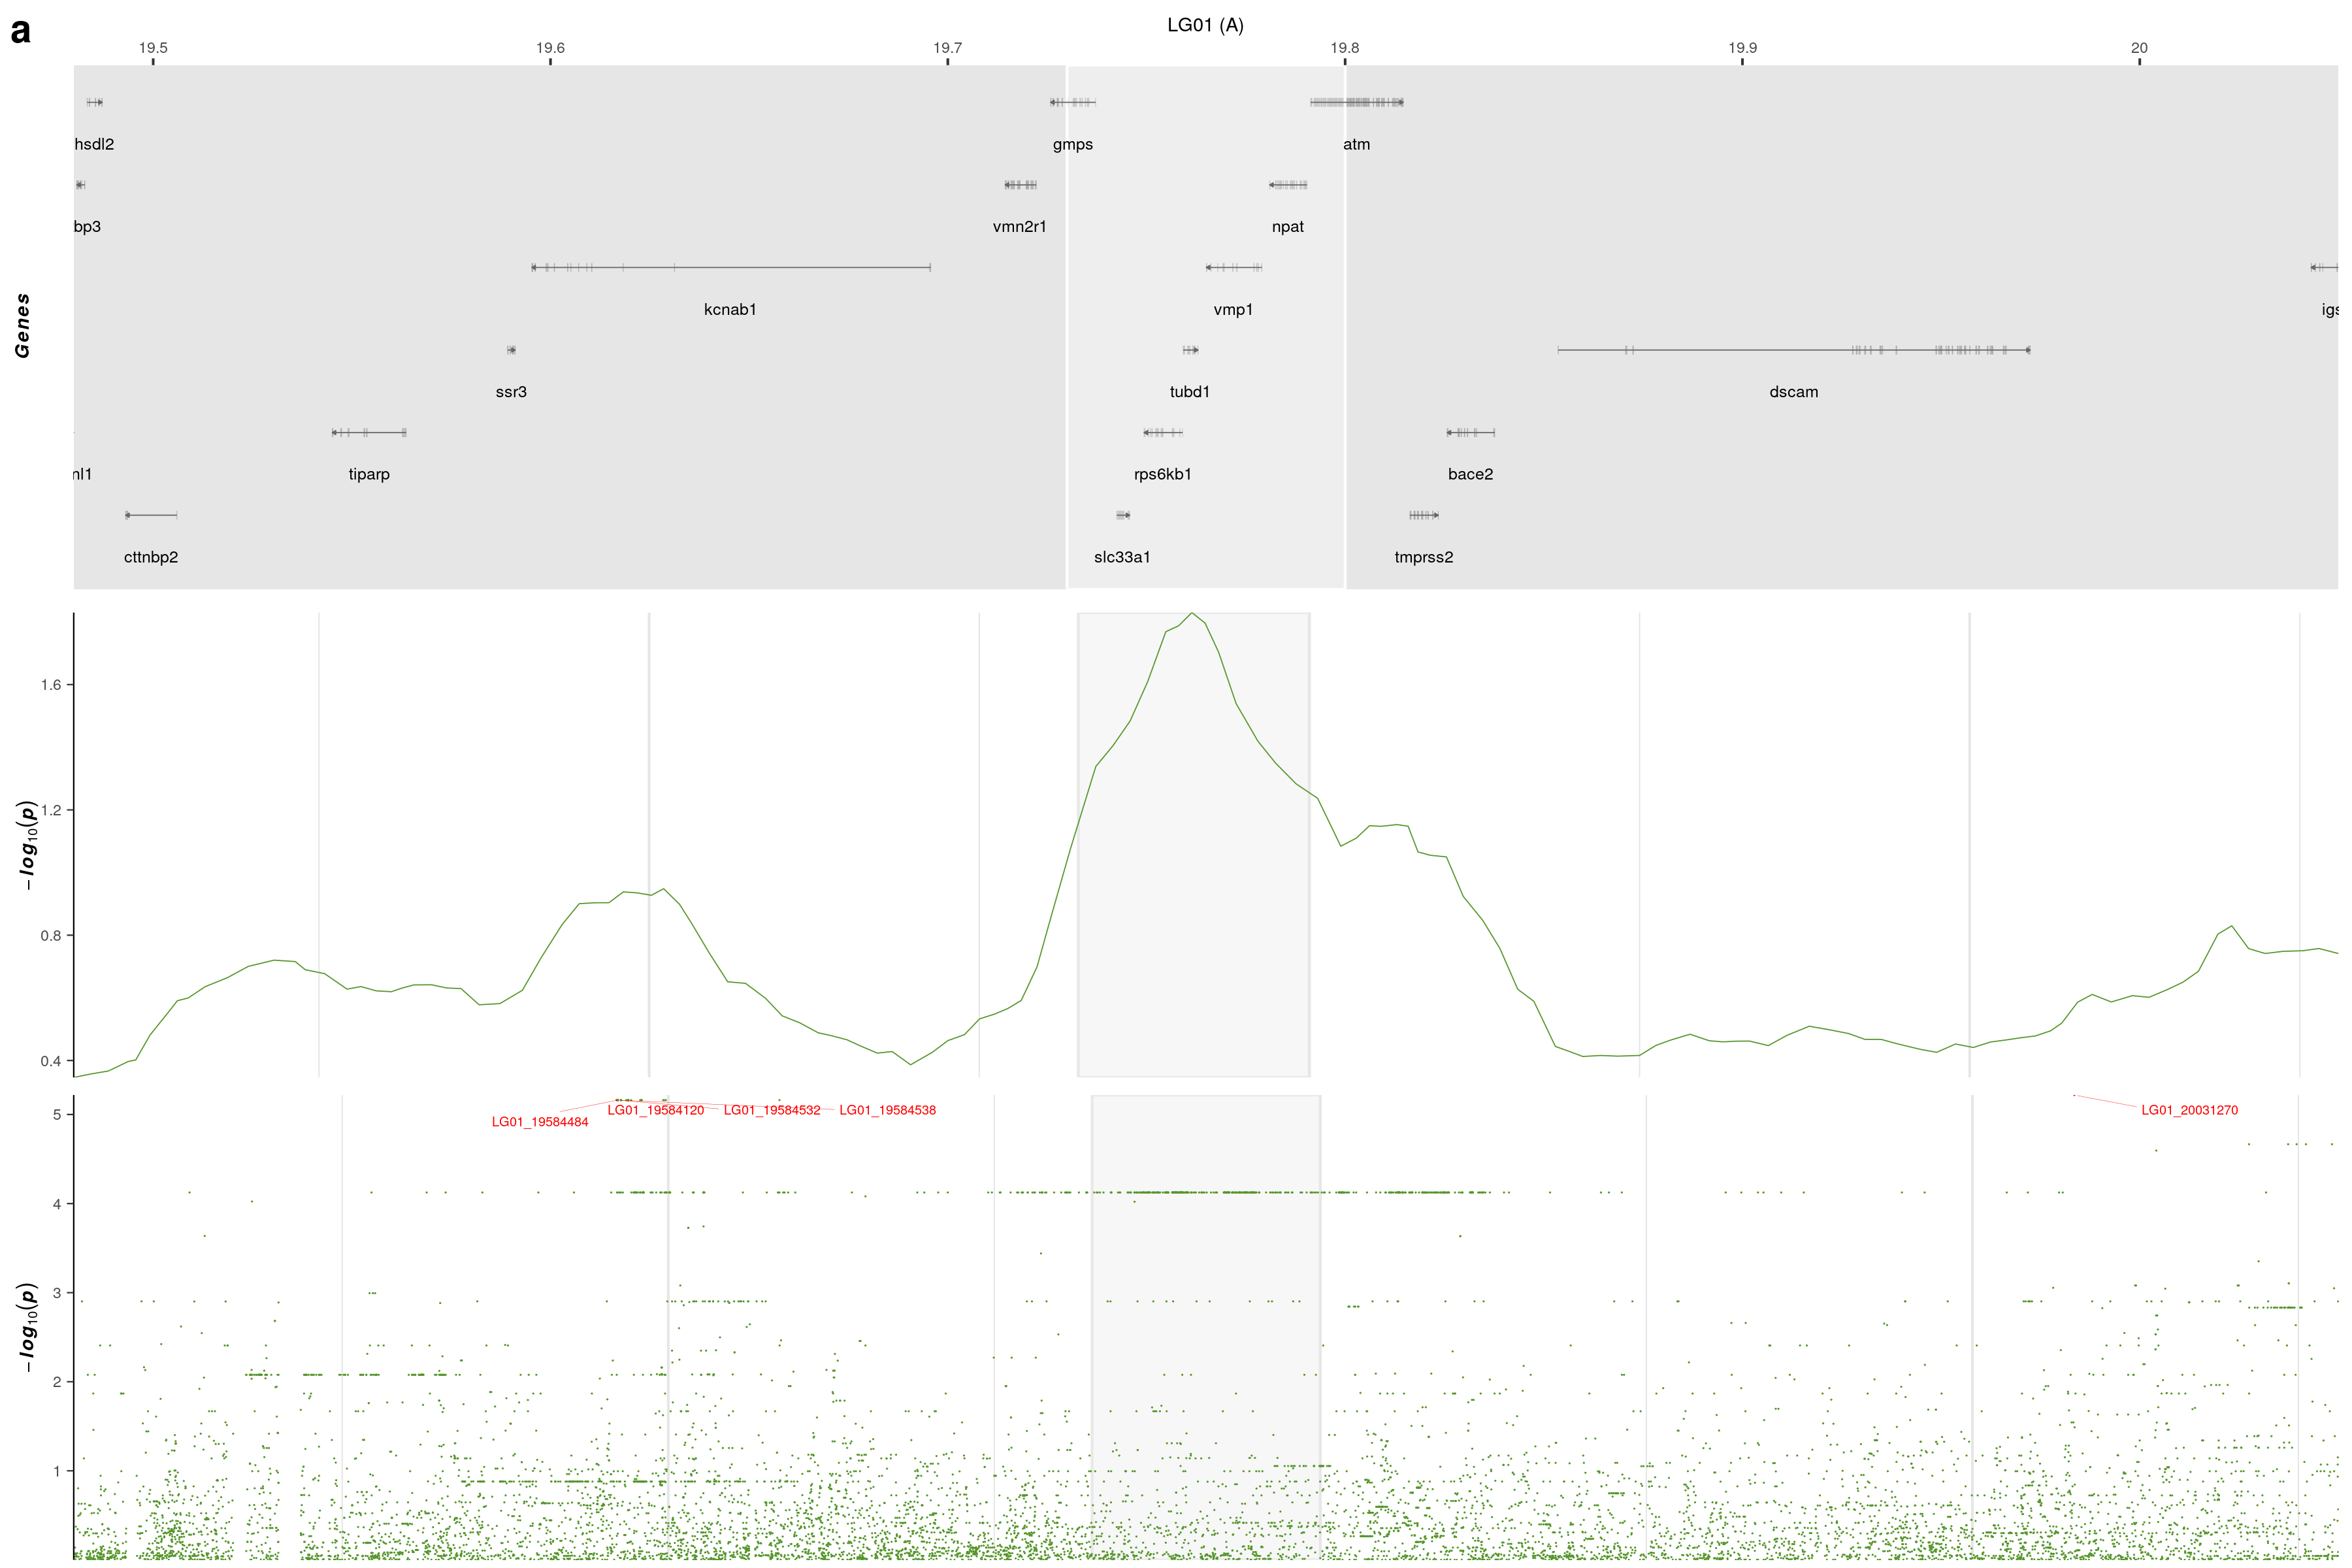 a
LG01 (A)
19.5 19.6 19.7 19.8 19.9 20
Genes
hsdl2 gmps atm
bp3 vmn2r1 npat
kcnab1 vmp1 igs
ssr3 tubd1 dscam
nl1 tiparp rps6kb1 bace2
cttnbp2 slc33a1 tmprss2
−log10(p)
1.6
1.2
0.8
0.4
−log10(p)
5
4
3
2
1
LG01_19584484
LG01_19584120 LG01_19584532 LG01_19584538 LG01_20031270